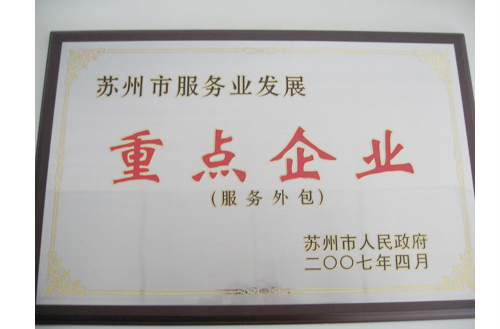 苏州市服务业发展
重点企业
(服务外包)
苏州市人民政府
二〇〇七年四月